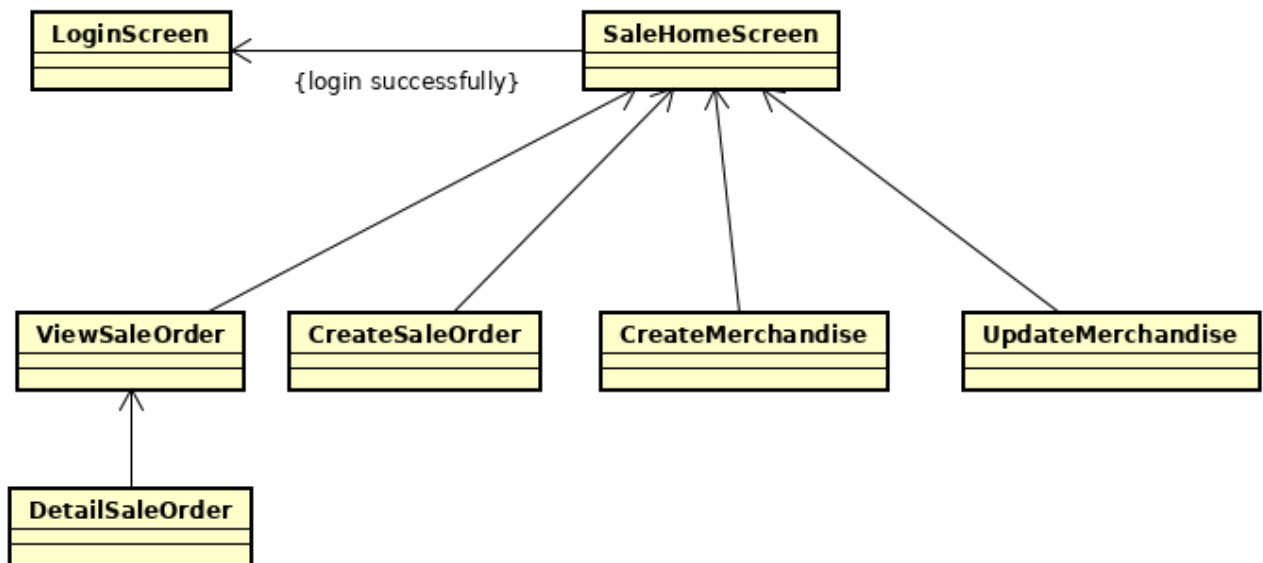 LoginScreen
SaleHomeScreen
{login successfully}
ViewSaleOrder
CreateSaleOrder
CreateMerchandise
UpdateMerchandise
DetailSaleOrder